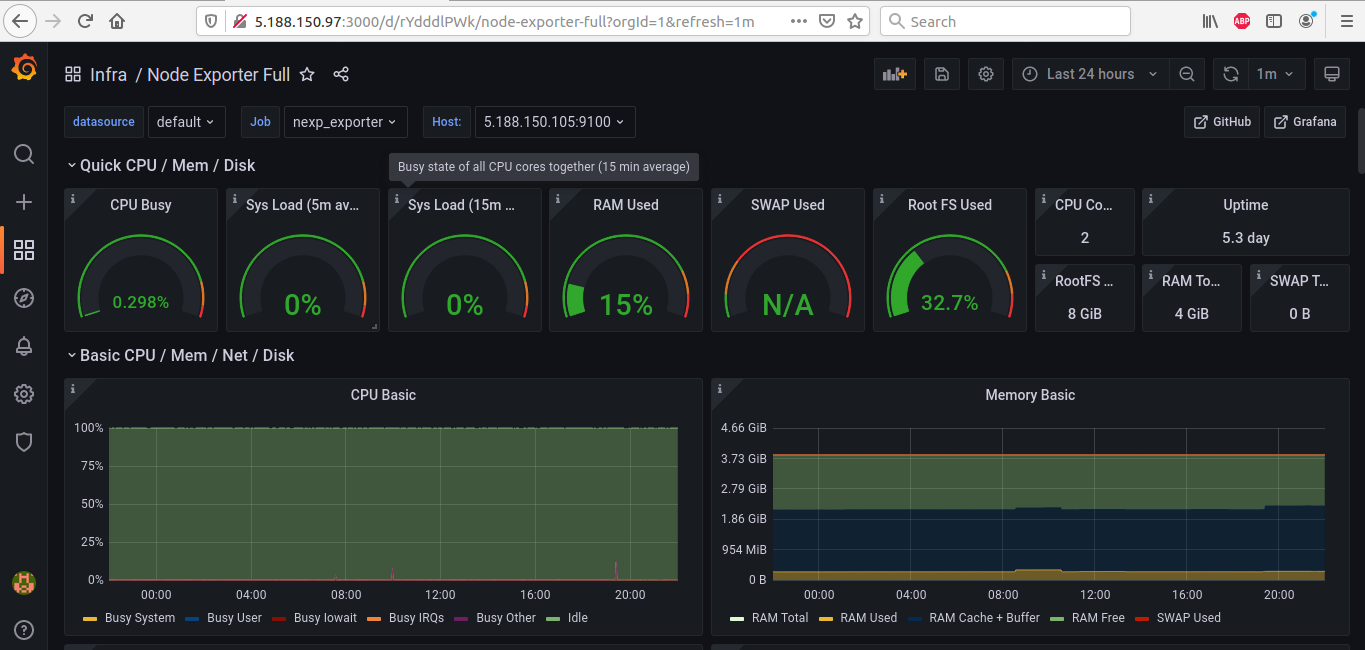 5.188.150.97:3000/d/rYdddlPWk/node-exporter-full?orgId=1&refresh=1m
Search
ABP
Infra / Node Exporter Full
Last 24 hours
1m
datasource
default
Job
nexp_exporter
Host:
5.188.150.105:9100
GitHub
Grafana
Quick CPU / Mem / Disk
Busy state of all CPU cores together (15 min average)
CPU Busy
0.298%
Sys Load (5m av...
0%
Sys Load (15m ...
0%
RAM Used
15%
SWAP Used
N/A
Root FS Used
32.7%
CPU Co...
2
Uptime
5.3 day
RootFS ...
8 GiB
RAM To...
4 GiB
SWAP T...
0 B
Basic CPU / Mem / Net / Disk
CPU Basic
100%
75%
50%
25%
0%
00:00 04:00 08:00 12:00 16:00 20:00
Busy System Busy User Busy Iowait Busy IRQs Busy Other Idle
Memory Basic
4.66 GiB
3.73 GiB
2.79 GiB
1.86 GiB
954 MiB
0 B
00:00 04:00 08:00 12:00 16:00 20:00
RAM Total RAM Used RAM Cache + Buffer RAM Free SWAP Used